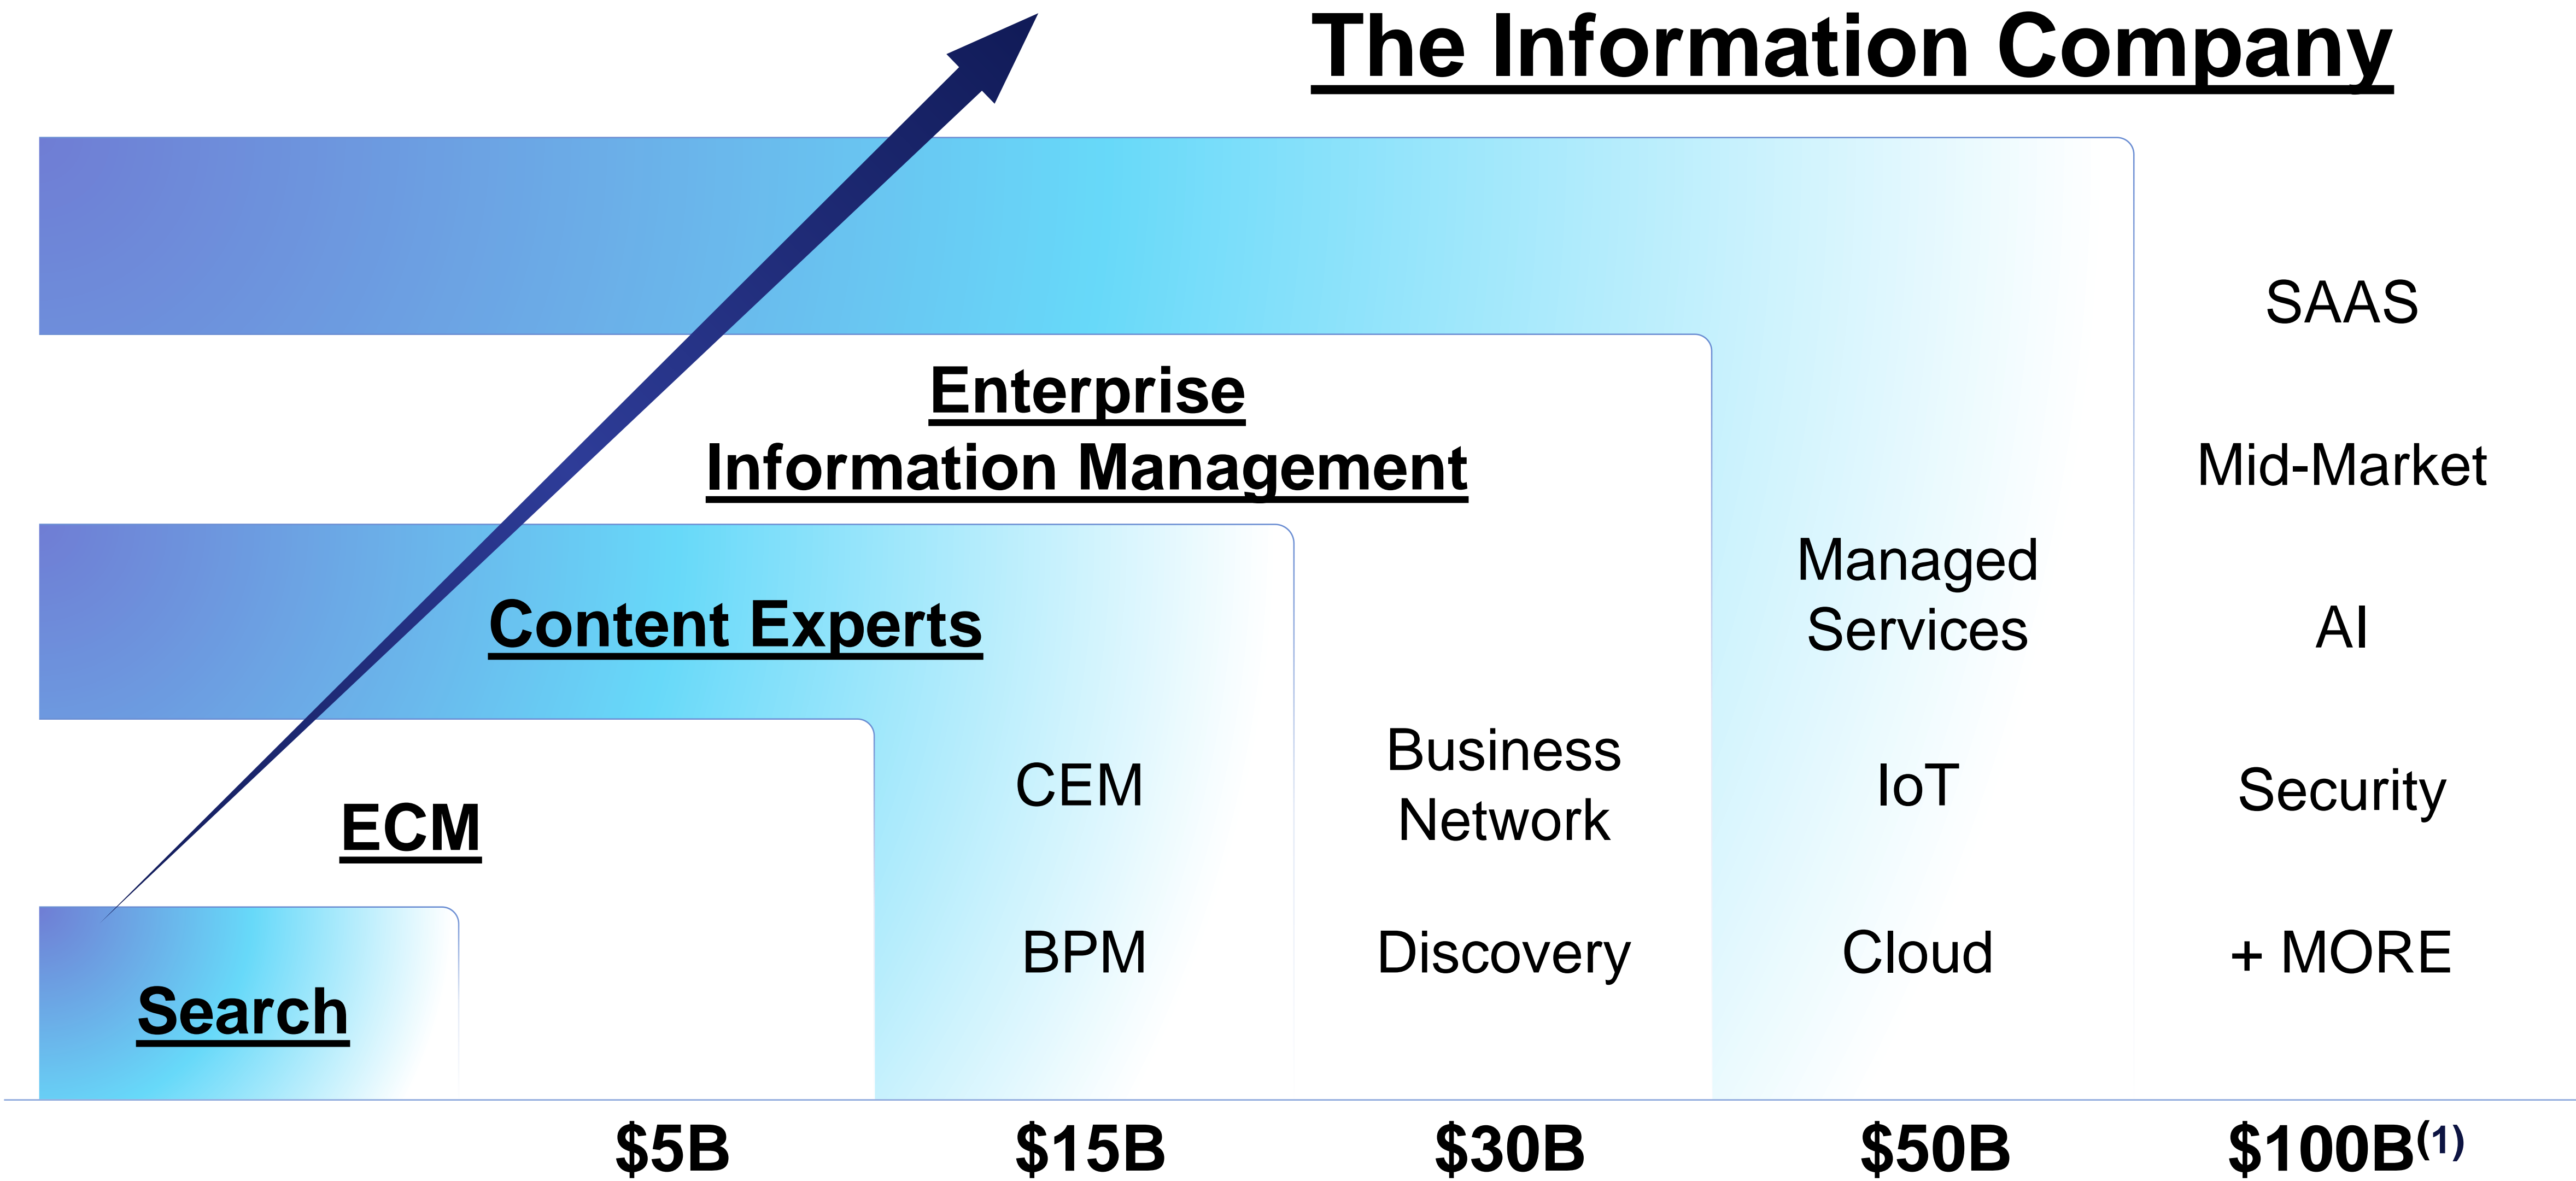 The Information Company
Enterprise
Information Management
Content Experts
ECM
Search
CEM
BPM
Business
Network
Discovery
Managed
Services
IoT
Cloud
SAAS
Mid-Market
AI
Security
+ MORE
$5B
$15B
$30B
$50B
$100B(1)